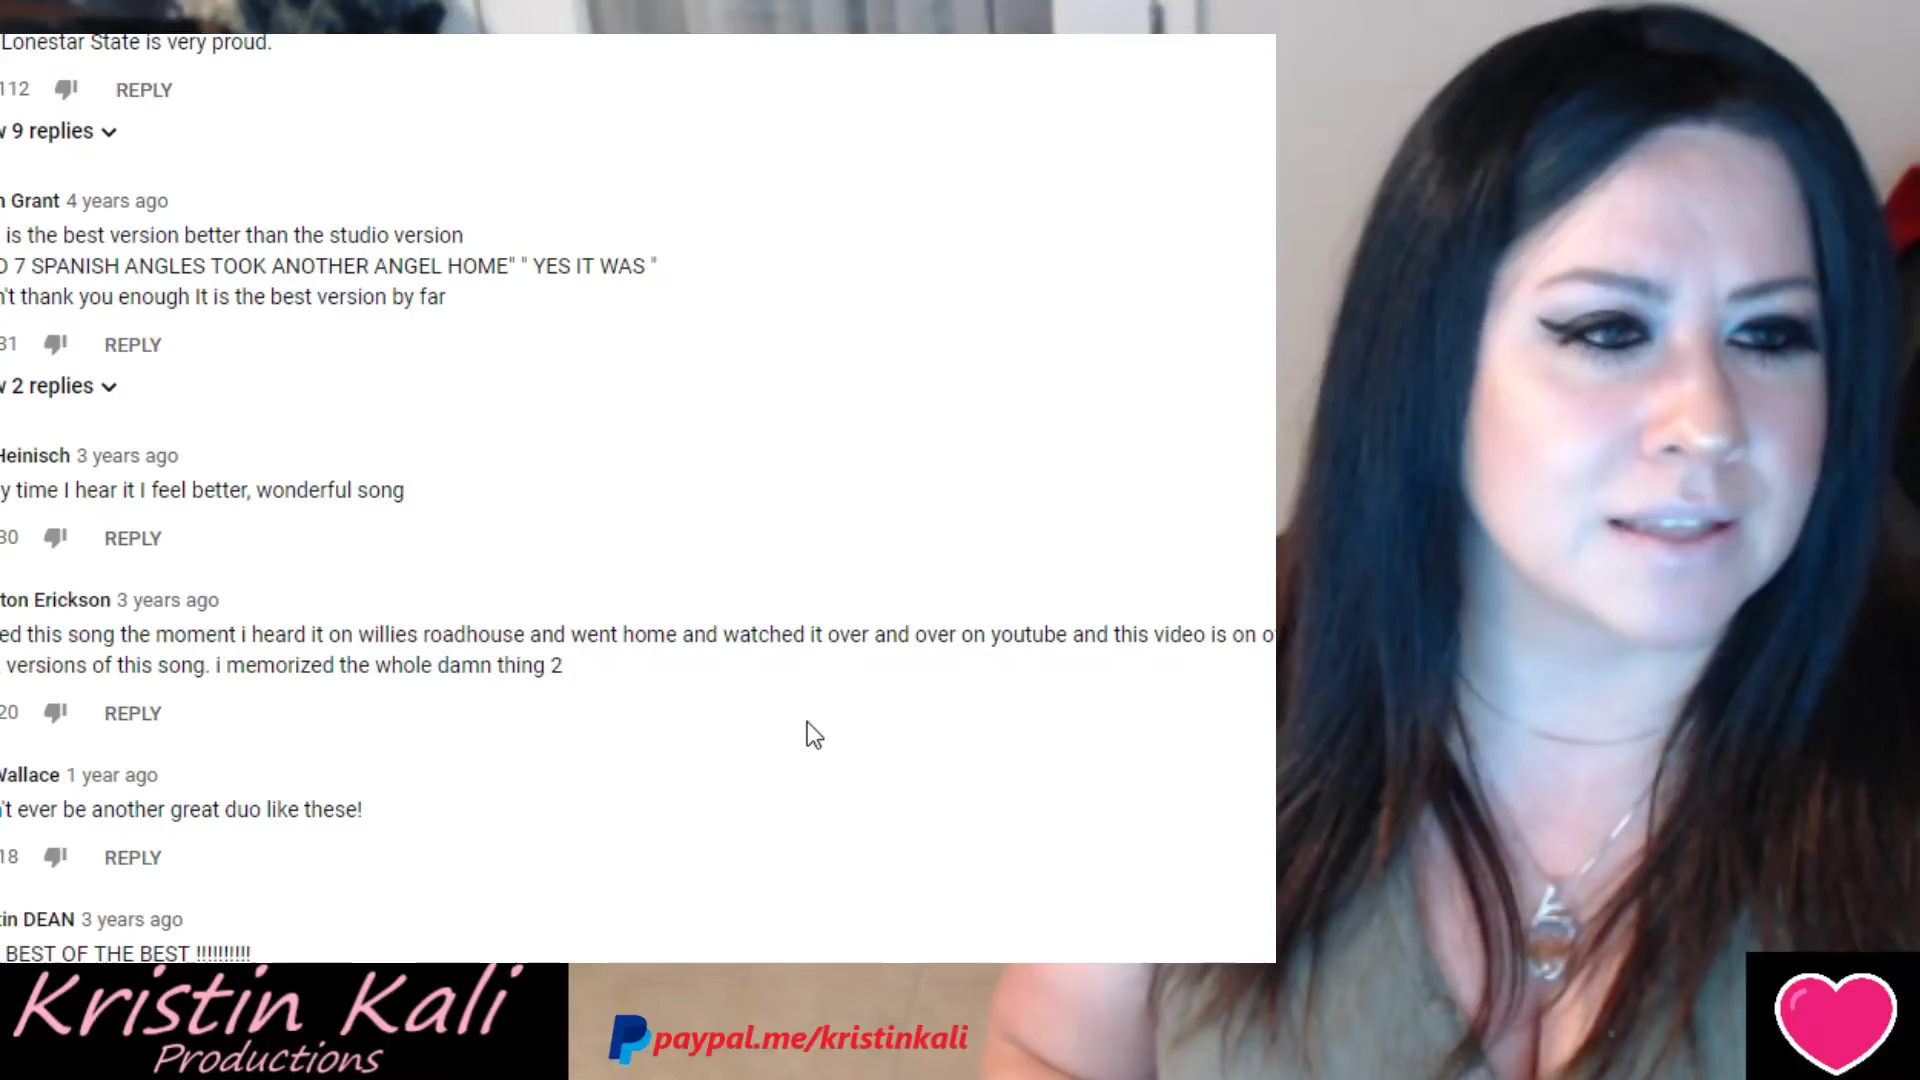 Lonestar State is very proud.
112 REPLY
9 replies
Grant 4 years ago
is the best version better than the studio version
7 SPANISH ANGLES TOOK ANOTHER ANGEL HOME" " YES IT WAS "
't thank you enough It is the best version by far
31 REPLY
2 replies
Heinisch 3 years ago
y time I hear it I feel better, wonderful song
30 REPLY
ton Erickson 3 years ago
ed this song the moment i heard it on willies roadhouse and went home and watched it over and over on youtube and this video is on o
versions of this song. i memorized the whole damn thing 2
20 REPLY
Wallace 1 year ago
't ever be another great duo like these!
18 REPLY
tin DEAN 3 years ago
BEST OF THE BEST !!!!!!!!!!
Kristin Kali
Productions
paypal.me/kristinkali